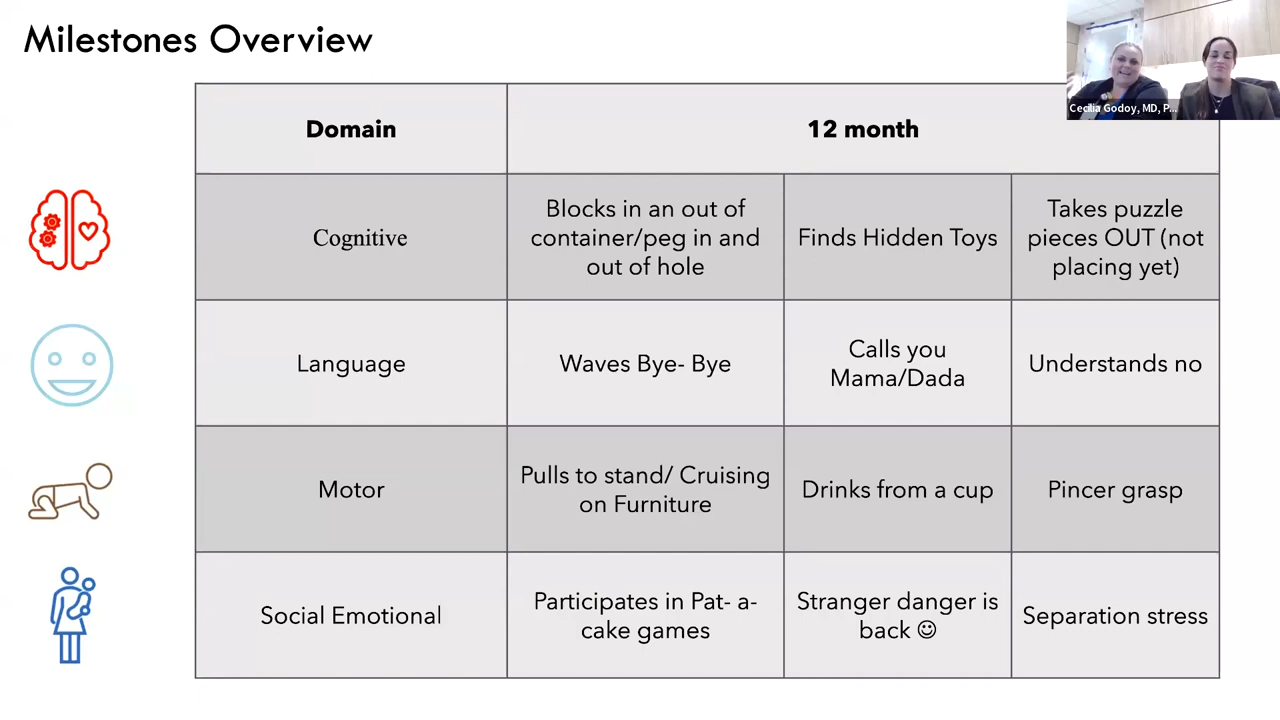 Milestones Overview
Cecilia Godoy, MD, P...
Domain
12 month
Cognitive
Blocks in an out of
container/peg in and
out of hole
Finds Hidden Toys
Takes puzzle
pieces OUT (not
placing yet)
Language
Waves Bye- Bye
Calls you
Mama/Dada
Understands no
Motor
Pulls to stand/ Cruising
on Furniture
Drinks from a cup
Pincer grasp
Social Emotional
Participates in Pat- a-
cake games
Stranger danger is
back ☺
Separation stress